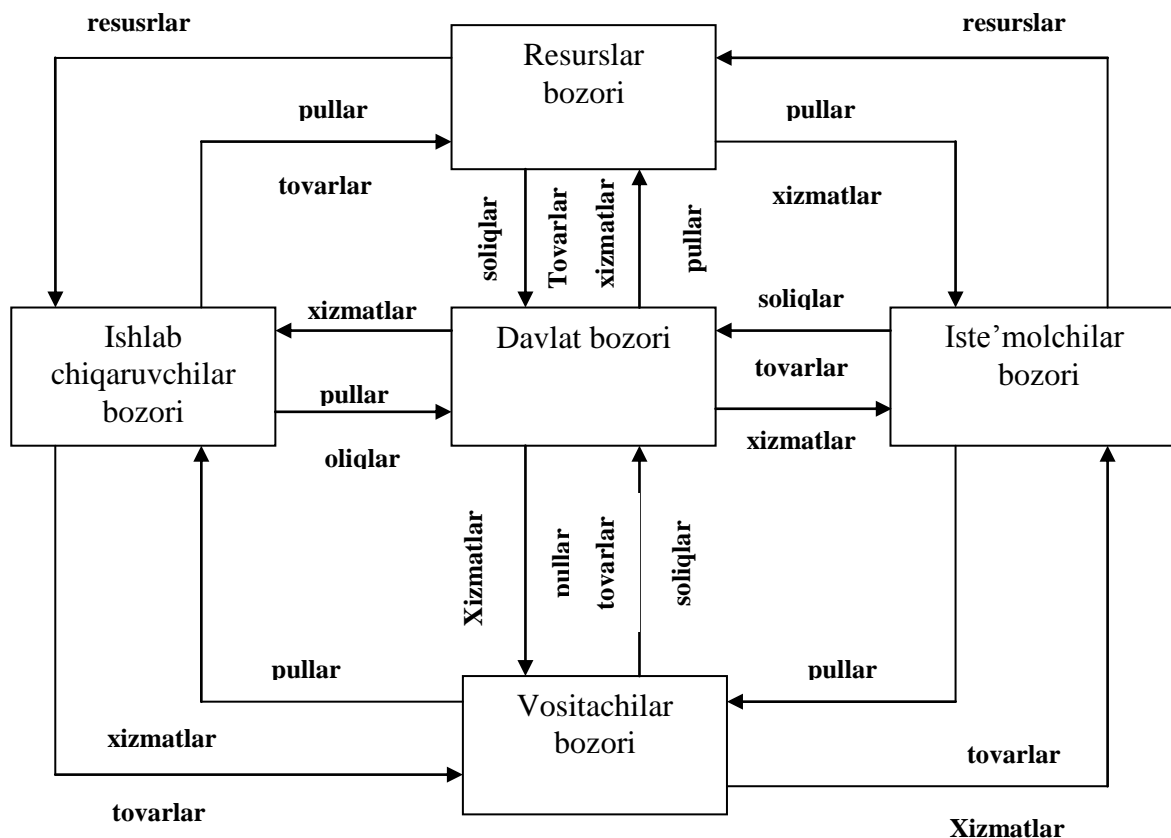 resusrlar
resurslar
Resurslar
bozori
pullar
pullar
tovarlar
xizmatlar
soliqlar
Tovarlar
xizmatlar
pullar
xizmatlar
soliqlar
Ishlab
chiqaruvchilar
bozori
Davlat bozori
Iste’molchilar
bozori
pullar
tovarlar
oliqlar
xizmatlar
Xizmatlar
pullar
tovarlar
soliqlar
pullar
pullar
Vositachilar
bozori
xizmatlar
tovarlar
tovarlar
Xizmatlar